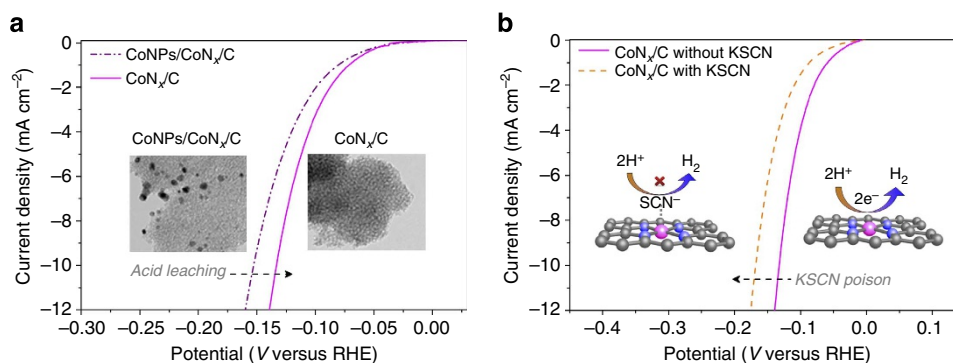 a
CoNPs/CoNₓ/C
CoNₓ/C
0
−2
−4
−6
−8
−10
−12
Current density (mA cm⁻²)
CoNPs/CoNₓ/C
CoNₓ/C
Acid leaching
−0.30
−0.25
−0.20
−0.15
−0.10
−0.05
0.00
Potential (V versus RHE)
b
CoNₓ/C without KSCN
CoNₓ/C with KSCN
0
−2
−4
−6
−8
−10
−12
Current density (mA cm⁻²)
2H⁺
H₂
SCN⁻
2H⁺
H₂
2e⁻
KSCN poison
−0.4
−0.3
−0.2
−0.1
0.0
0.1
Potential (V versus RHE)